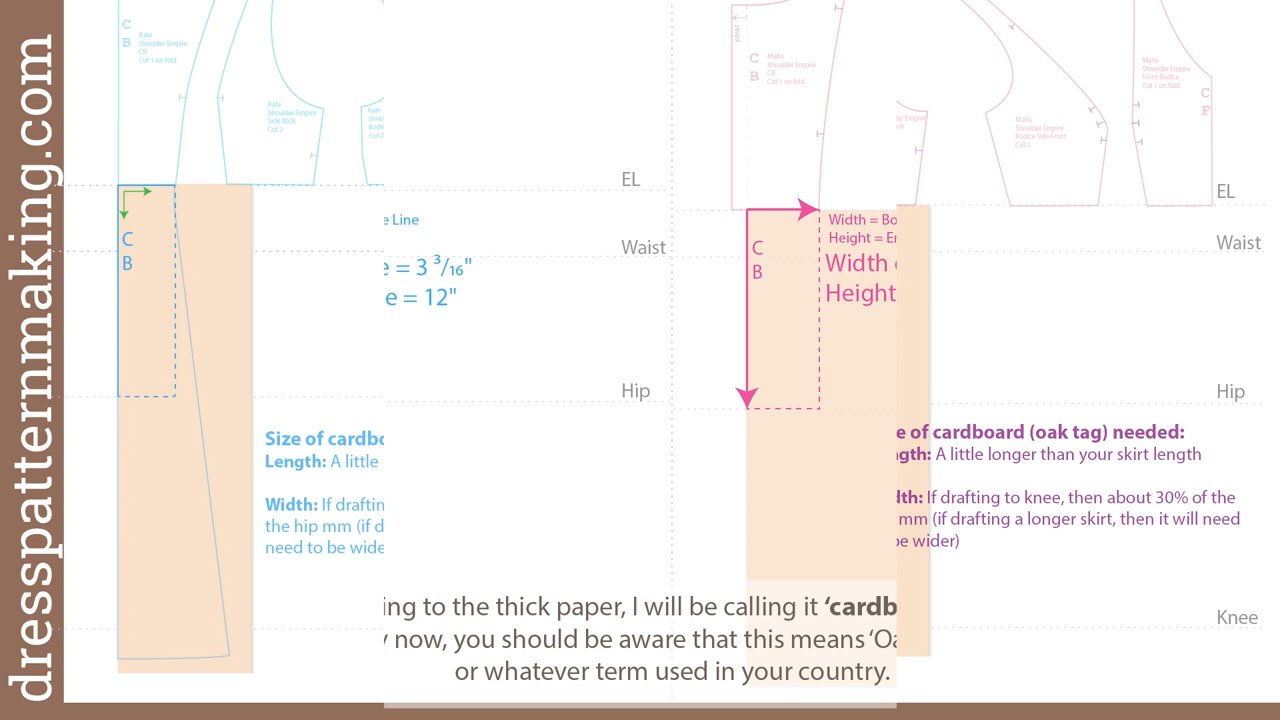 dresspatternmaking.com
C
B
Kate
Shoulder Empire
CB
Cut 1 on fold
Kate
Shoulder Empire
Side Back
Cut 2
C
B
e Line
e = 3 3/16"
e = 12"
EL
Waist
Hip
Size of cardbo
Length: A little
Width: If draftin
the hip mm (if d
need to be wide
ing to the thick paper, I will be calling it ‘cardb
y now, you should be aware that this means ‘Oa
or whatever term used in your country.
C
B
Maria
Shoulder Empire
CB
Cut 1 on fold
Maria
Shoulder Empire
Bodice Side Front
Cut 2
Maria
Shoulder Empire
Front Bodice
Cut 1 on fold
C
F
C
B
Width = Bo
Height = En
Width
Height
EL
Waist
Hip
e of cardboard (oak tag) needed:
ngth: A little longer than your skirt length
dth: If drafting to knee, then about 30% of the
mm (if drafting a longer skirt, then it will need
be wider)
Knee